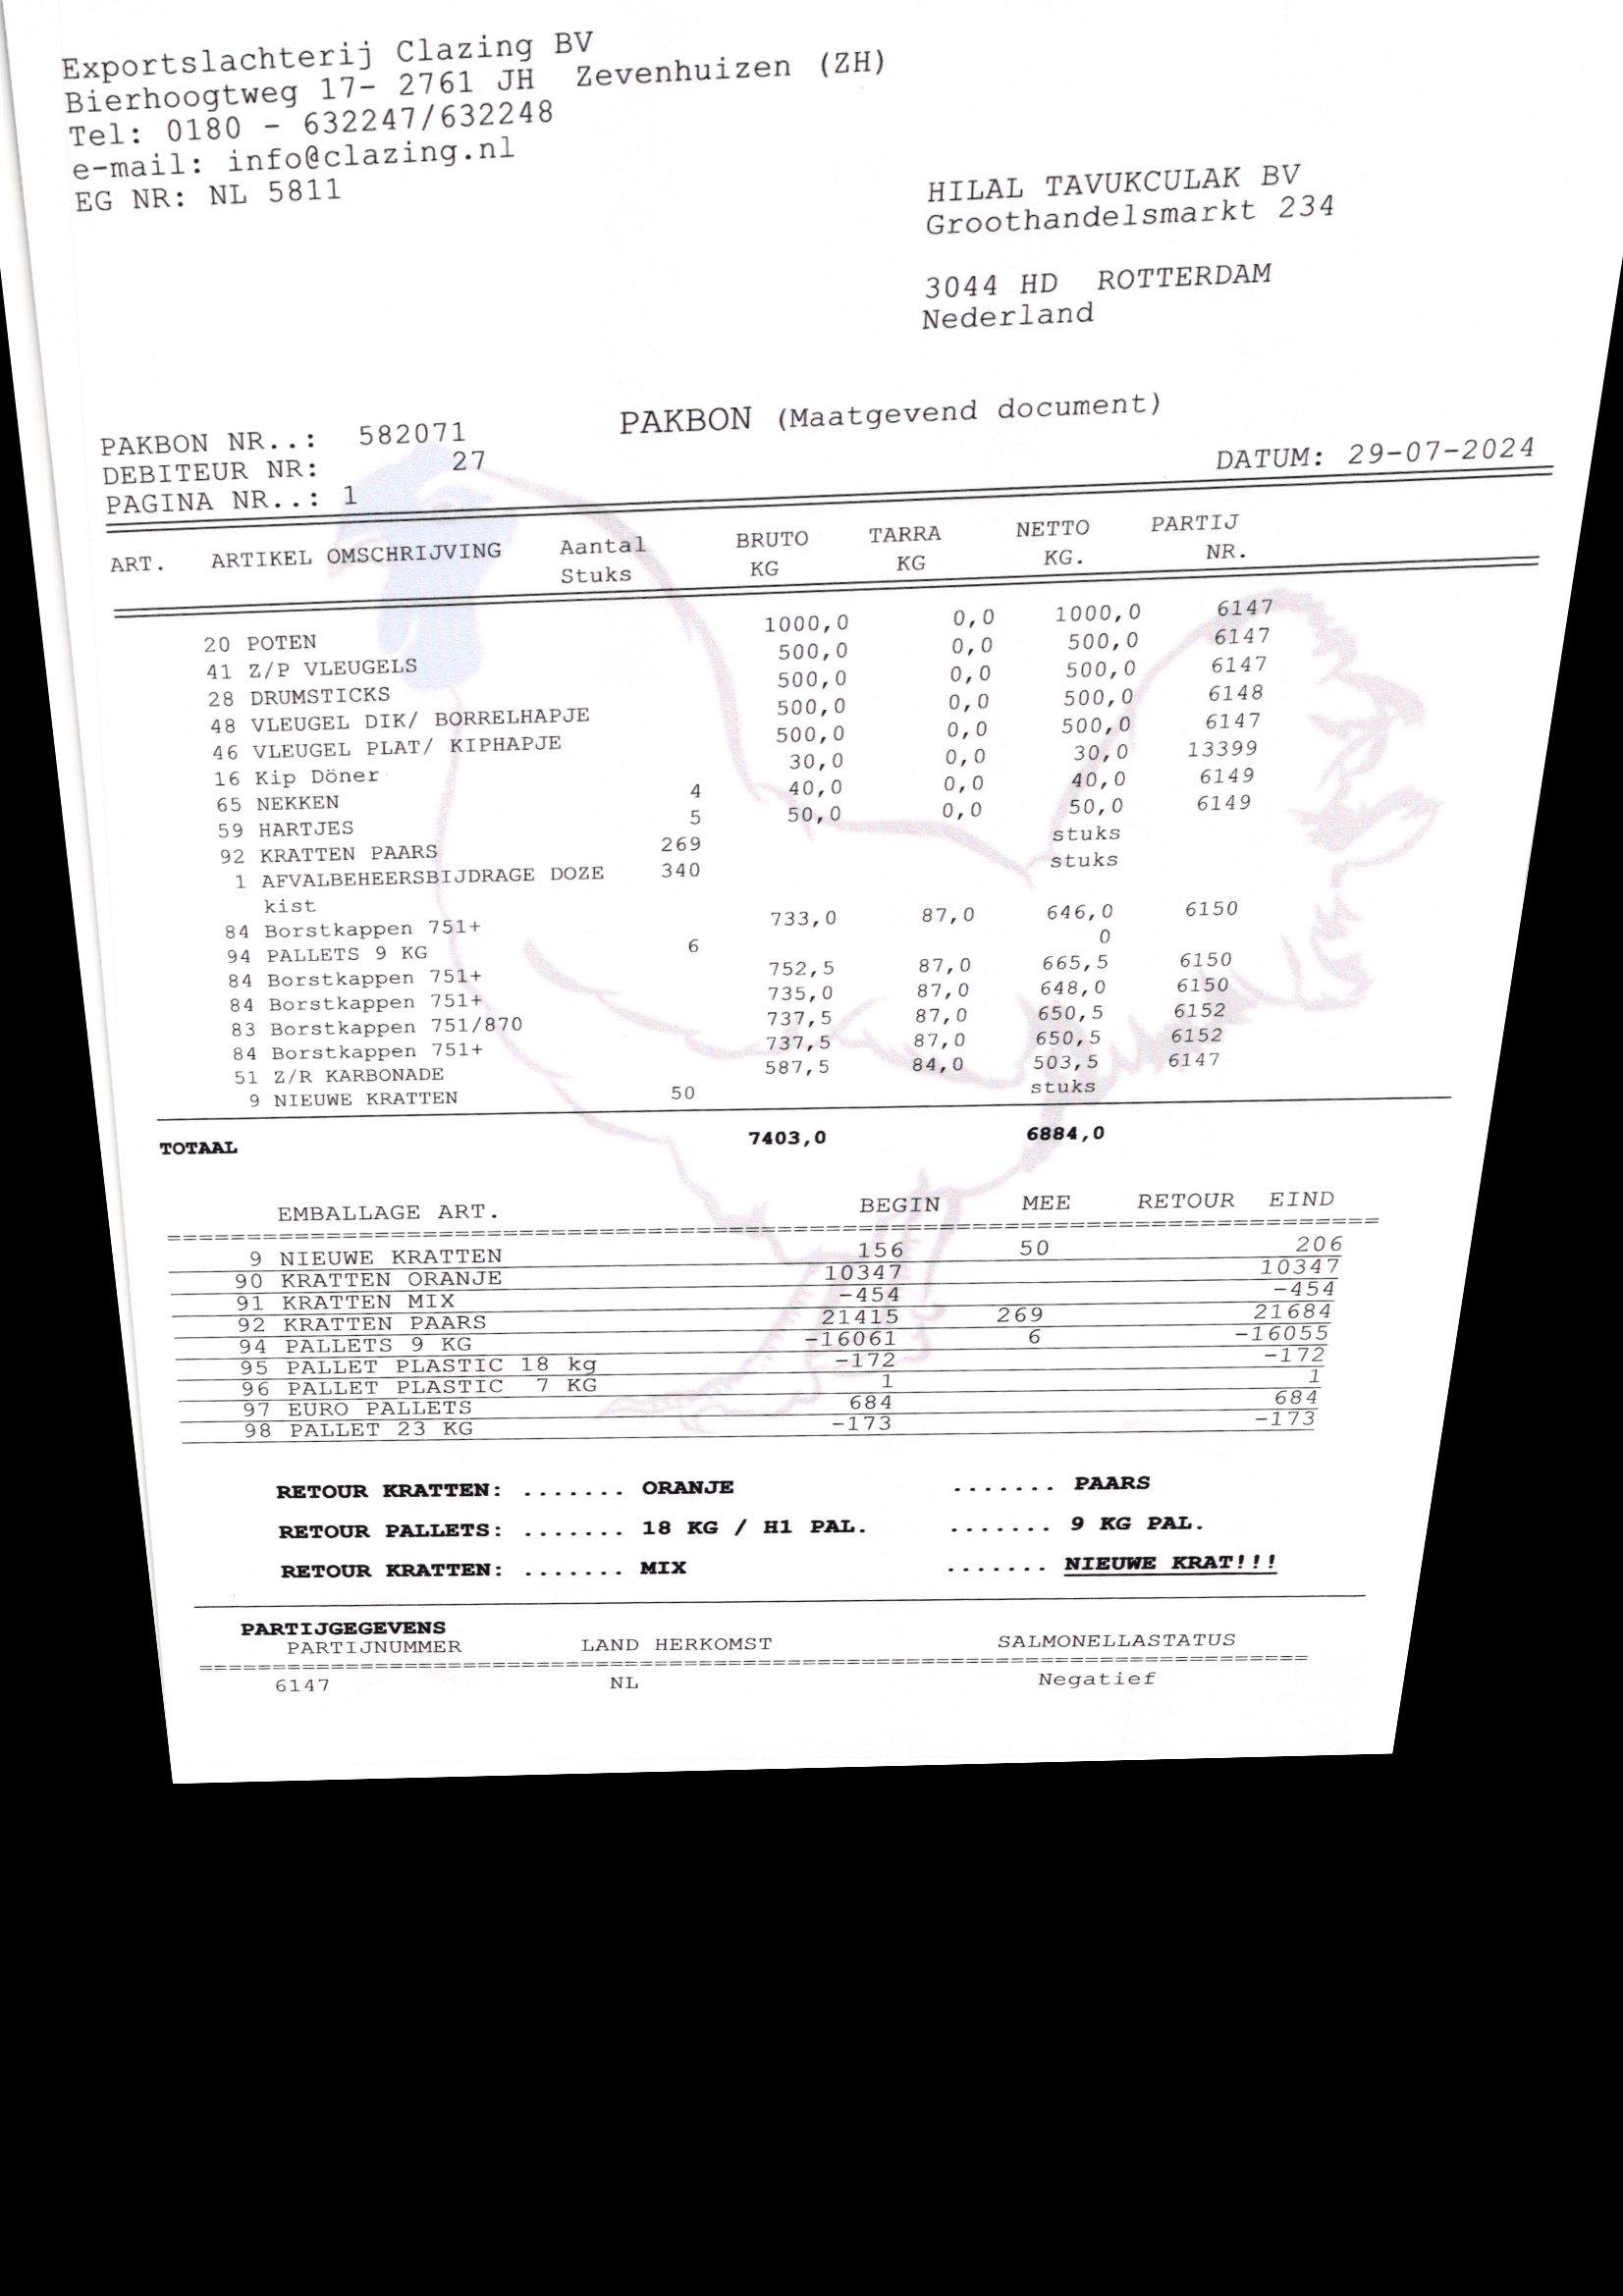 Exportslachterij Clazing BV
Bierhoogtweg 17- 2761 JH Zevenhuizen (ZH)
Tel: 0180 - 632247/632248
e-mail: info@clazing.nl
EG NR: NL 5811
HILAL TAVUKCULAK BV
Groothandelsmarkt 234
3044 HD ROTTERDAM
Nederland
PAKBON (Maatgevend document)
PAKBON NR..: 582071
DEBITEUR NR: 27
DATUM: 29-07-2024
PAGINA NR..: 1
ART. ARTIKEL OMSCHRIJVING Aantal BRUTO TARRA NETTO PARTIJ
Stuks KG KG KG. NR.
20 POTEN 1000,0 0,0 1000,0 6147
41 Z/P VLEUGELS 500,0 0,0 500,0 6147
28 DRUMSTICKS 500,0 0,0 500,0 6147
48 VLEUGEL DIK/ BORRELHAPJE 500,0 0,0 500,0 6148
46 VLEUGEL PLAT/ KIPHAPJE 500,0 0,0 500,0 6147
16 Kip Döner 30,0 0,0 30,0 13399
65 NEKKEN 4 40,0 0,0 40,0 6149
59 HARTJES 5 50,0 0,0 50,0 6149
92 KRATTEN PAARS 269 stuks
1 AFVALBEHEERSBIJDRAGE DOZE 340 stuks
kist
84 Borstkappen 751+ 733,0 87,0 646,0 6150
94 PALLETS 9 KG 6 0
84 Borstkappen 751+ 752,5 87,0 665,5 6150
84 Borstkappen 751+ 735,0 87,0 648,0 6150
83 Borstkappen 751/870 737,5 87,0 650,5 6152
84 Borstkappen 751+ 737,5 87,0 650,5 6152
51 Z/R KARBONADE 587,5 84,0 503,5 6147
9 NIEUWE KRATTEN 50 stuks
TOTAAL 7403,0 6884,0
EMBALLAGE ART. BEGIN MEE RETOUR EIND
9 NIEUWE KRATTEN 156 50 206
90 KRATTEN ORANJE 10347 10347
91 KRATTEN MIX -454 -454
92 KRATTEN PAARS 21415 269 21684
94 PALLETS 9 KG -16061 6 -16055
95 PALLET PLASTIC 18 kg -172 -172
96 PALLET PLASTIC 7 KG 1 1
97 EURO PALLETS 684 684
98 PALLET 23 KG -173 -173
RETOUR KRATTEN: ....... ORANJE ....... PAARS
RETOUR PALLETS: ....... 18 KG / H1 PAL. ....... 9 KG PAL.
RETOUR KRATTEN: ....... MIX ....... NIEUWE KRAT!!!
PARTIJGEGEVENS
PARTIJNUMMER LAND HERKOMST SALMONELLASTATUS
6147 NL Negatief